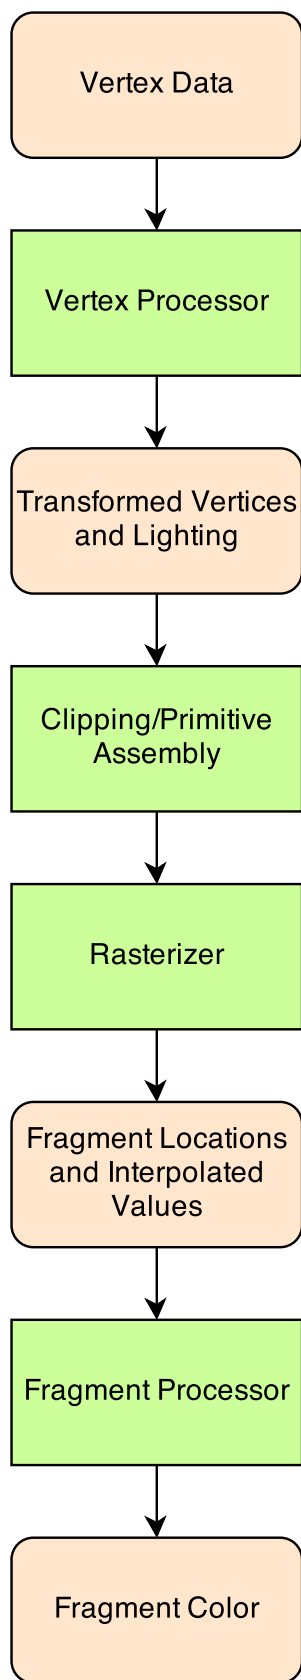 Vertex Data
Vertex Processor
Transformed Vertices
and Lighting
Clipping/Primitive
Assembly
Rasterizer
Fragment Locations
and Interpolated
Values
Fragment Processor
Fragment Color